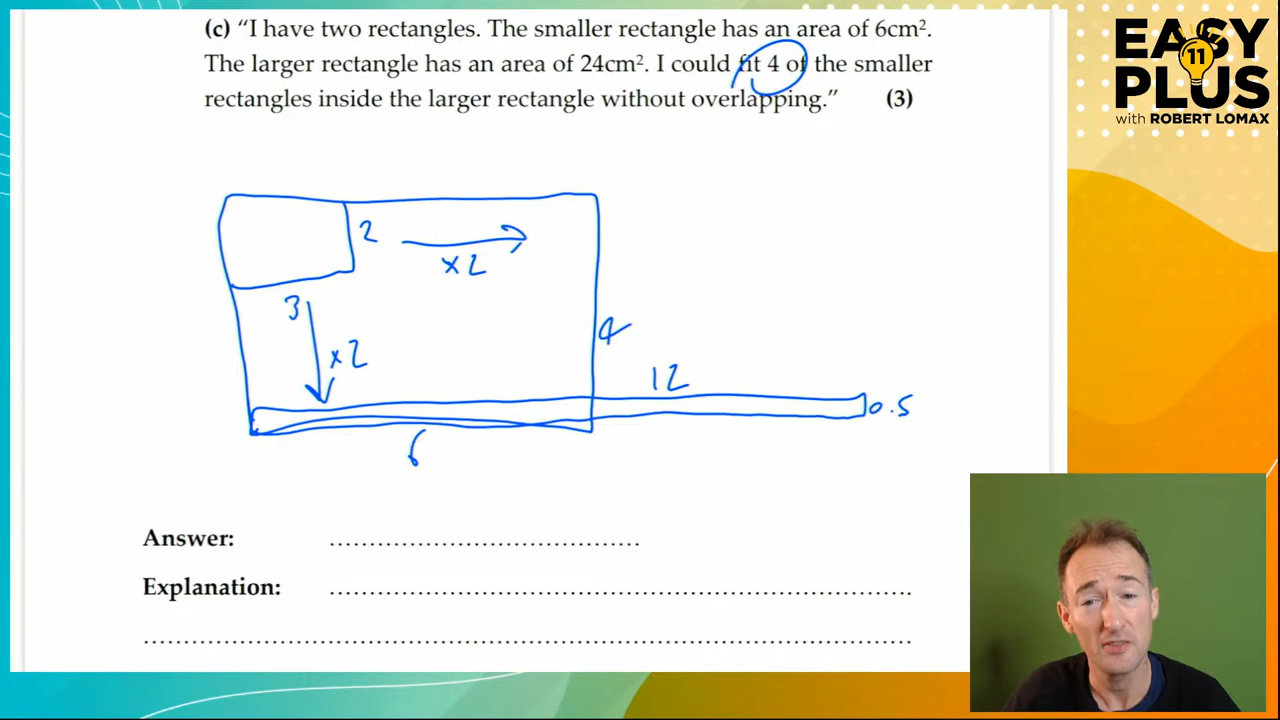 (c) “I have two rectangles. The smaller rectangle has an area of 6cm².
The larger rectangle has an area of 24cm². I could fit 4 of the smaller
rectangles inside the larger rectangle without overlapping.” (3)
EASY
11
PLUS
with ROBERT LOMAX
2
x2
3
x2
4
12
0.5
6
Answer: ..........................................
Explanation: ...............................................................................
........................................................................................................